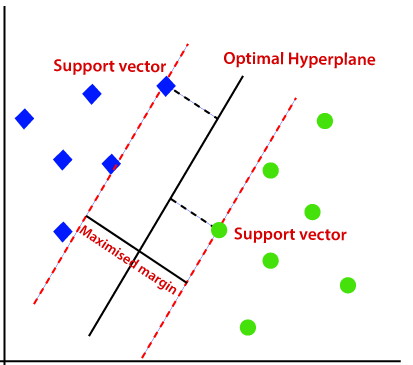 Optimal Hyperplane
Support vector
Support vector
Maximised margin